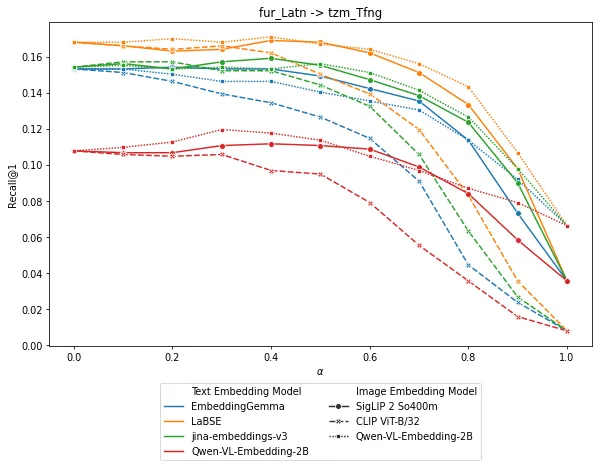 fur_Latn -> tzm_Tfng
Recall@1
0.16
0.14
0.12
0.10
0.08
0.06
0.04
0.02
0.00
0.0 0.2 0.4 0.6 0.8 1.0
α
Text Embedding Model
EmbeddingGemma
LaBSE
jina-embeddings-v3
Qwen-VL-Embedding-2B
Image Embedding Model
SigLIP 2 So400m
CLIP ViT-B/32
Qwen-VL-Embedding-2B